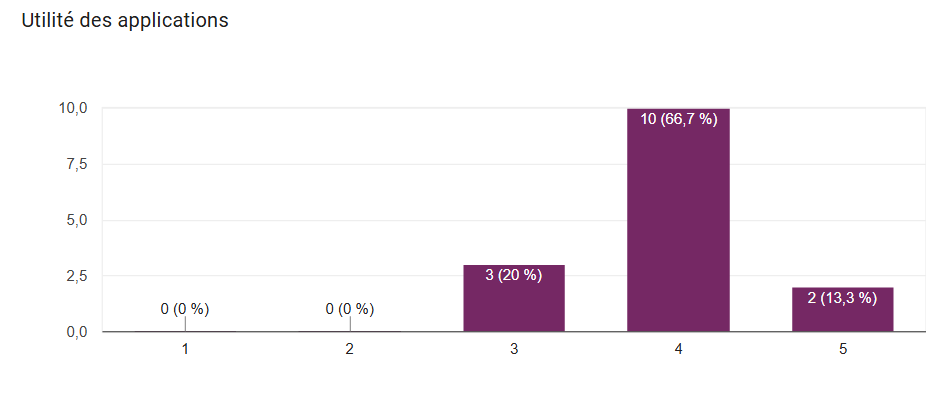 Utilité des applications
10,0
10 (66,7 %)
7,5
5,0
2,5
3 (20 %)
2 (13,3 %)
0 (0 %)
0 (0 %)
0,0
1
2
3
4
5